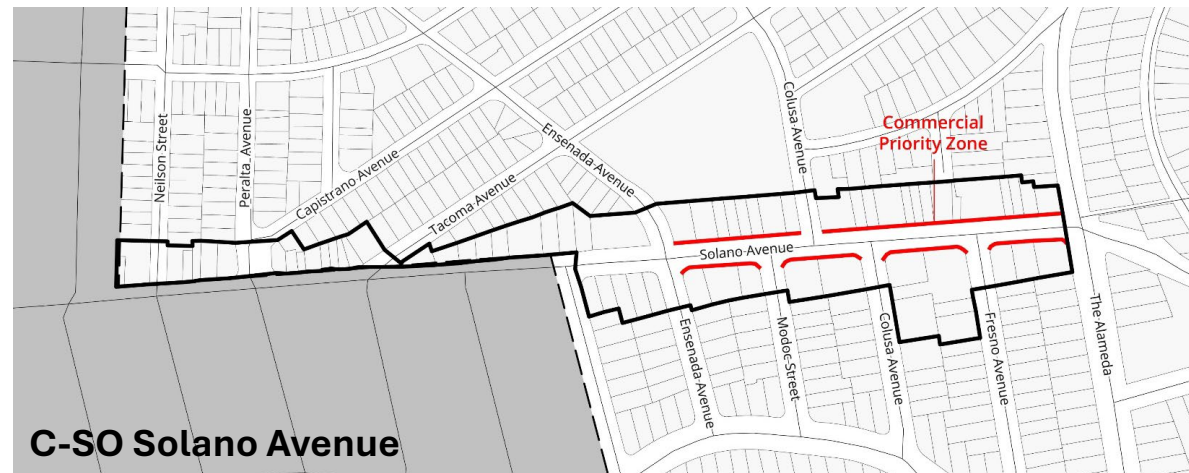 Neilson Street
Peralta Avenue
Capistrano Avenue
Tacoma Avenue
Ensenada Avenue
Colusa Avenue
Commercial
Priority Zone
Solano Avenue
Ensenada Avenue
Modoc Street
Colusa Avenue
Fresno Avenue
The Alameda
C-SO Solano Avenue